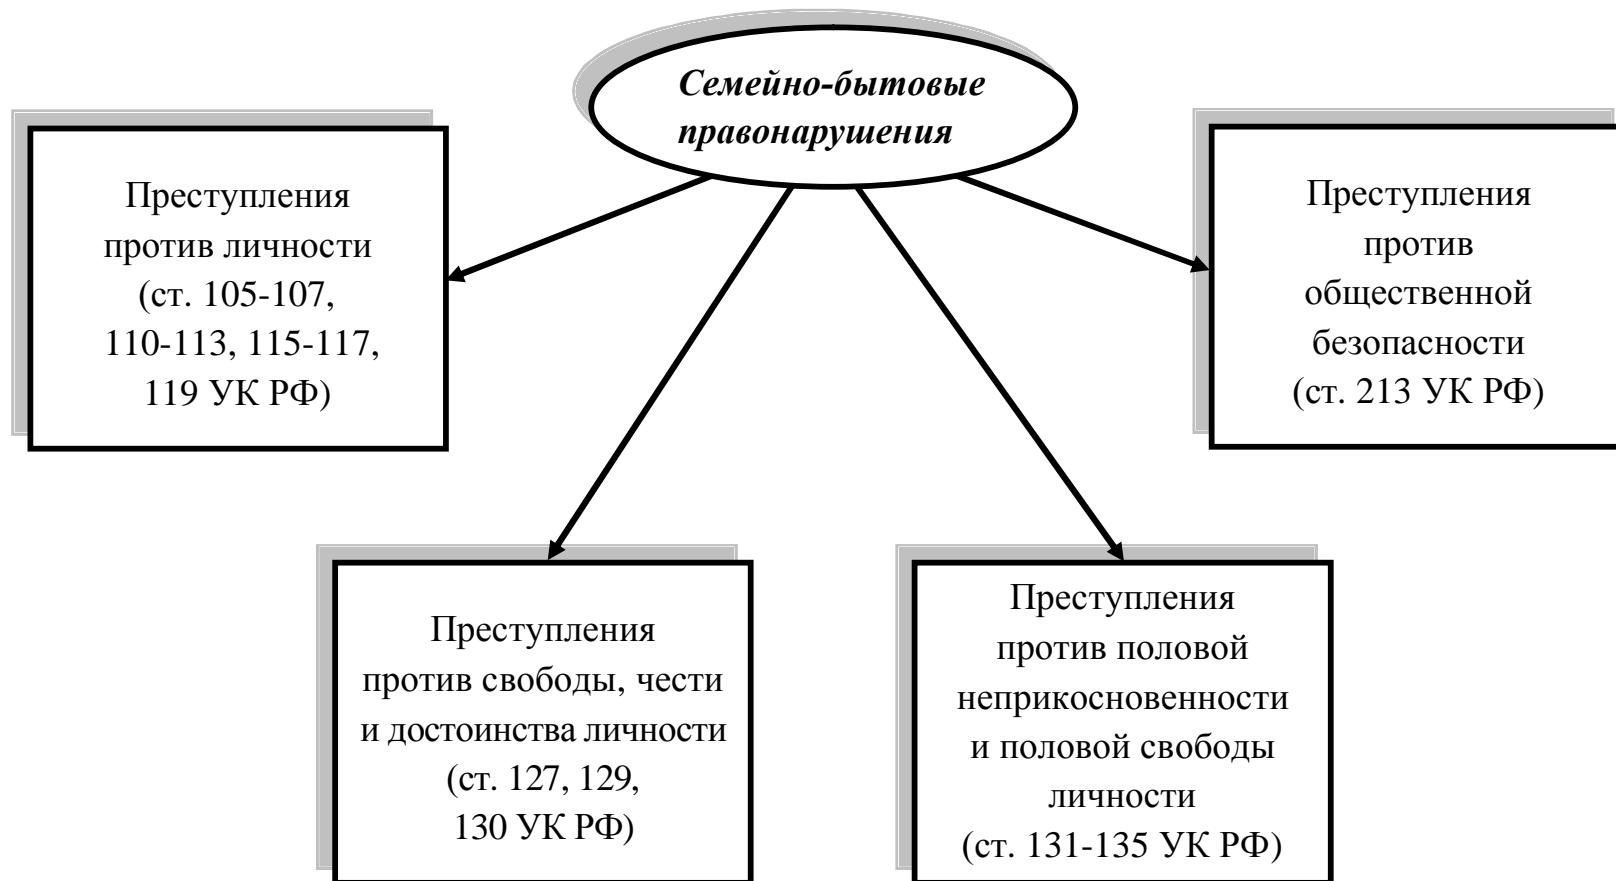 Семейно-бытовые
правонарушения
Преступления
против личности
(ст. 105-107,
110-113, 115-117,
119 УК РФ)
Преступления
против
общественной
безопасности
(ст. 213 УК РФ)
Преступления
против свободы, чести
и достоинства личности
(ст. 127, 129,
130 УК РФ)
Преступления
против половой
неприкосновенности
и половой свободы
личности
(ст. 131-135 УК РФ)